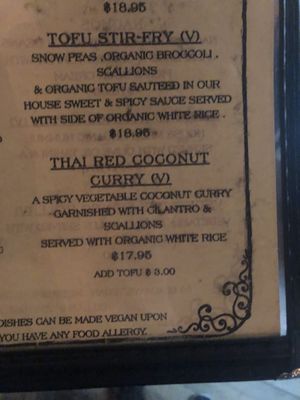 $18.95
TOFU STIR-FRY (V)
SNOW PEAS ,ORGANIC BROCCOLI ,
SCALLIONS
& ORGANIC TOFU SAUTEED IN OUR
HOUSE SWEET & SPICY SAUCE SERVED
WITH SIDE OF ORGANIC WHITE RICE .
$18.95
THAI RED COCONUT
CURRY (V)
A SPICY VEGETABLE COCONUT CURRY
GARNISHED WITH CILANTRO &
SCALLIONS
SERVED WITH ORGANIC WHITE RICE
$17.95
ADD TOFU $ 3.00
DISHES CAN BE MADE VEGAN UPON
YOU HAVE ANY FOOD ALLERGY.